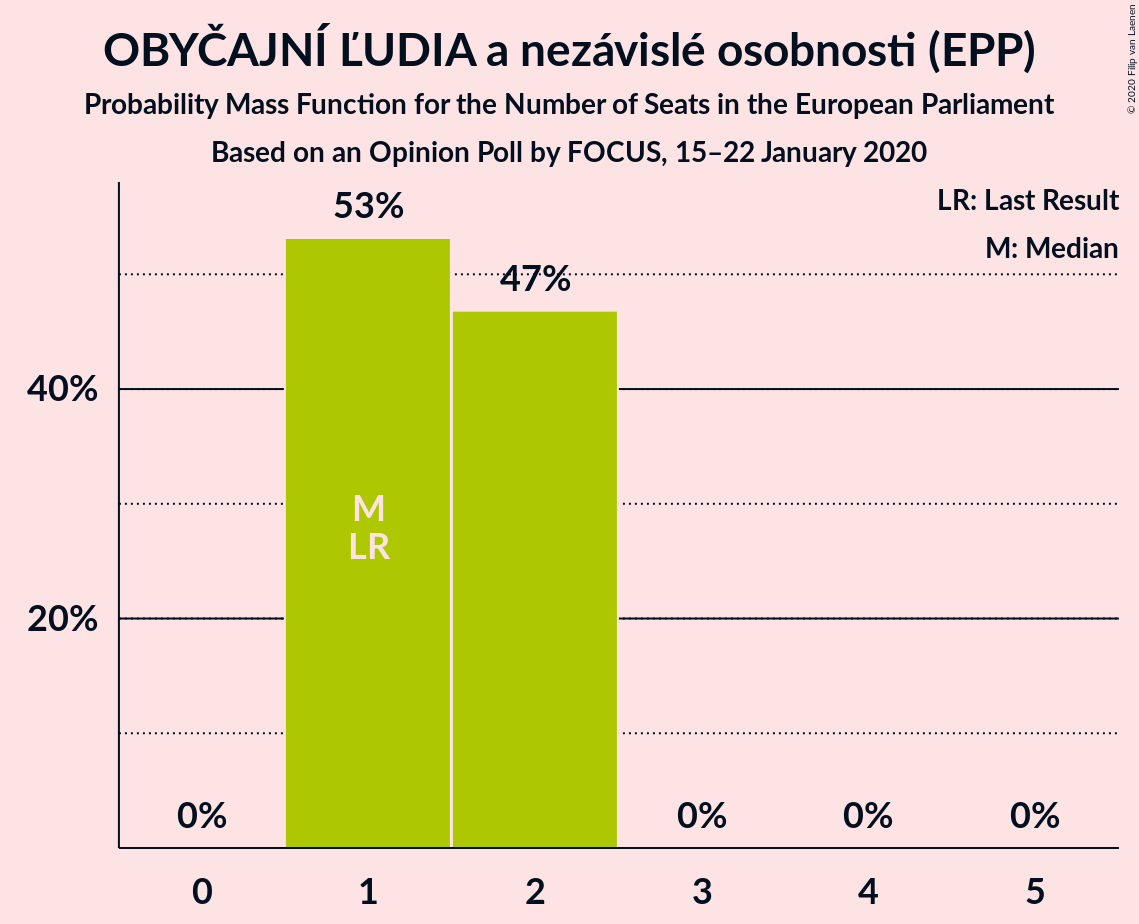 OBYČAJNÍ ĽUDIA a nezávislé osobnosti (EPP)
Probability Mass Function for the Number of Seats in the European Parliament
Based on an Opinion Poll by FOCUS, 15–22 January 2020
© 2020 Filip van Laenen
LR: Last Result
M: Median
53%
47%
40%
M
LR
20%
0%
0%
0%
0%
0
1
2
3
4
5